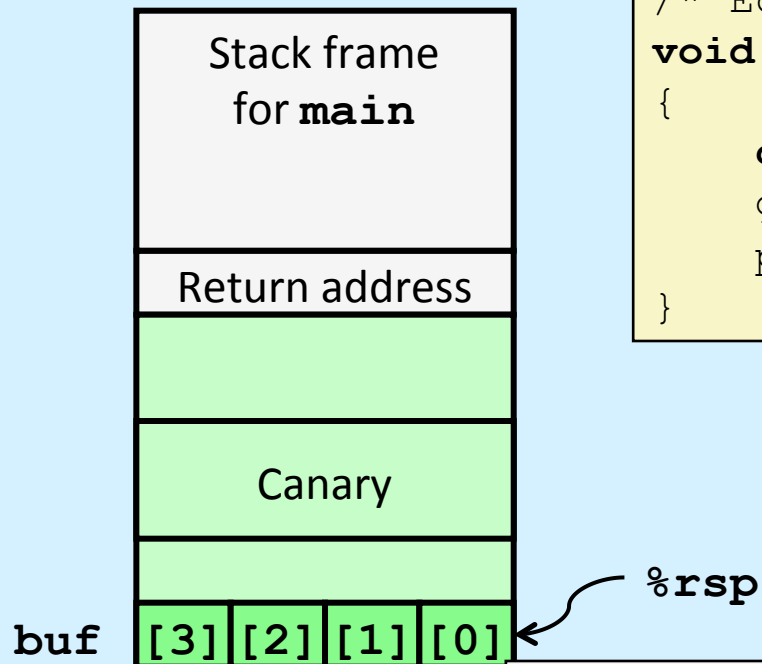 Stack frame
for main
Return address
Canary
buf [3] [2] [1] [0]
%rsp
void
{
}